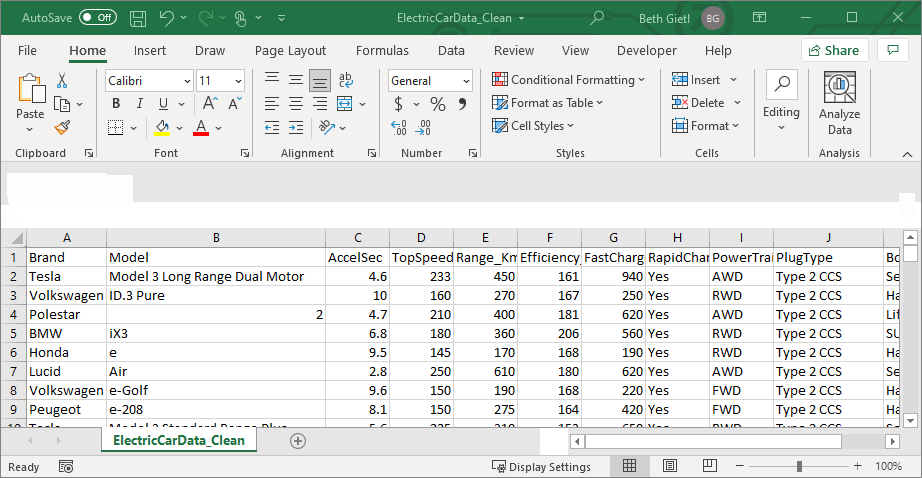 AutoSave Off ElectricCarData_Clean Beth Gietl BG
File Home Insert Draw Page Layout Formulas Data Review View Developer Help Share
Calibri 11 General Conditional Formatting Insert
Paste B I U A A $ % , Format as Table Delete Editing Analyze
A Cell Styles Format Data
Clipboard Font Alignment Number Styles Cells Analysis
A B C D E F G H I J
1 Brand Model AccelSec TopSpeed Range_Km Efficiency_ FastCharg RapidChar PowerTrai PlugType Bo
2 Tesla Model 3 Long Range Dual Motor 4.6 233 450 161 940 Yes AWD Type 2 CCS Se
3 Volkswagen ID.3 Pure 10 160 270 167 250 Yes RWD Type 2 CCS Ha
4 Polestar 2 4.7 210 400 181 620 Yes AWD Type 2 CCS Lif
5 BMW iX3 6.8 180 360 206 560 Yes RWD Type 2 CCS SU
6 Honda e 9.5 145 170 168 190 Yes RWD Type 2 CCS Ha
7 Lucid Air 2.8 250 610 180 620 Yes AWD Type 2 CCS Se
8 Volkswagen e-Golf 9.6 150 190 168 220 Yes FWD Type 2 CCS Ha
9 Peugeot e-208 8.1 150 275 164 420 Yes FWD Type 2 CCS Ha
ElectricCarData_Clean
Ready Display Settings 100%